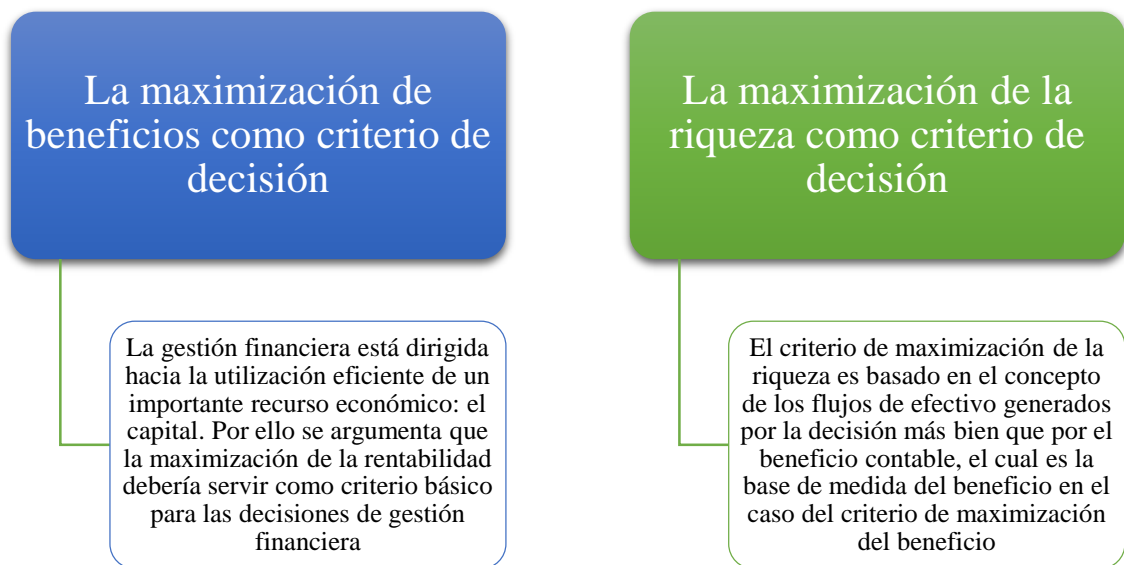 La maximización de
beneficios como criterio de
decisión
La gestión financiera está dirigida
hacia la utilización eficiente de un
importante recurso económico: el
capital. Por ello se argumenta que
la maximización de la rentabilidad
debería servir como criterio básico
para las decisiones de gestión
financiera
La maximización de la
riqueza como criterio de
decisión
El criterio de maximización de la
riqueza es basado en el concepto
de los flujos de efectivo generados
por la decisión más bien que por el
beneficio contable, el cual es la
base de medida del beneficio en el
caso del criterio de maximización
del beneficio